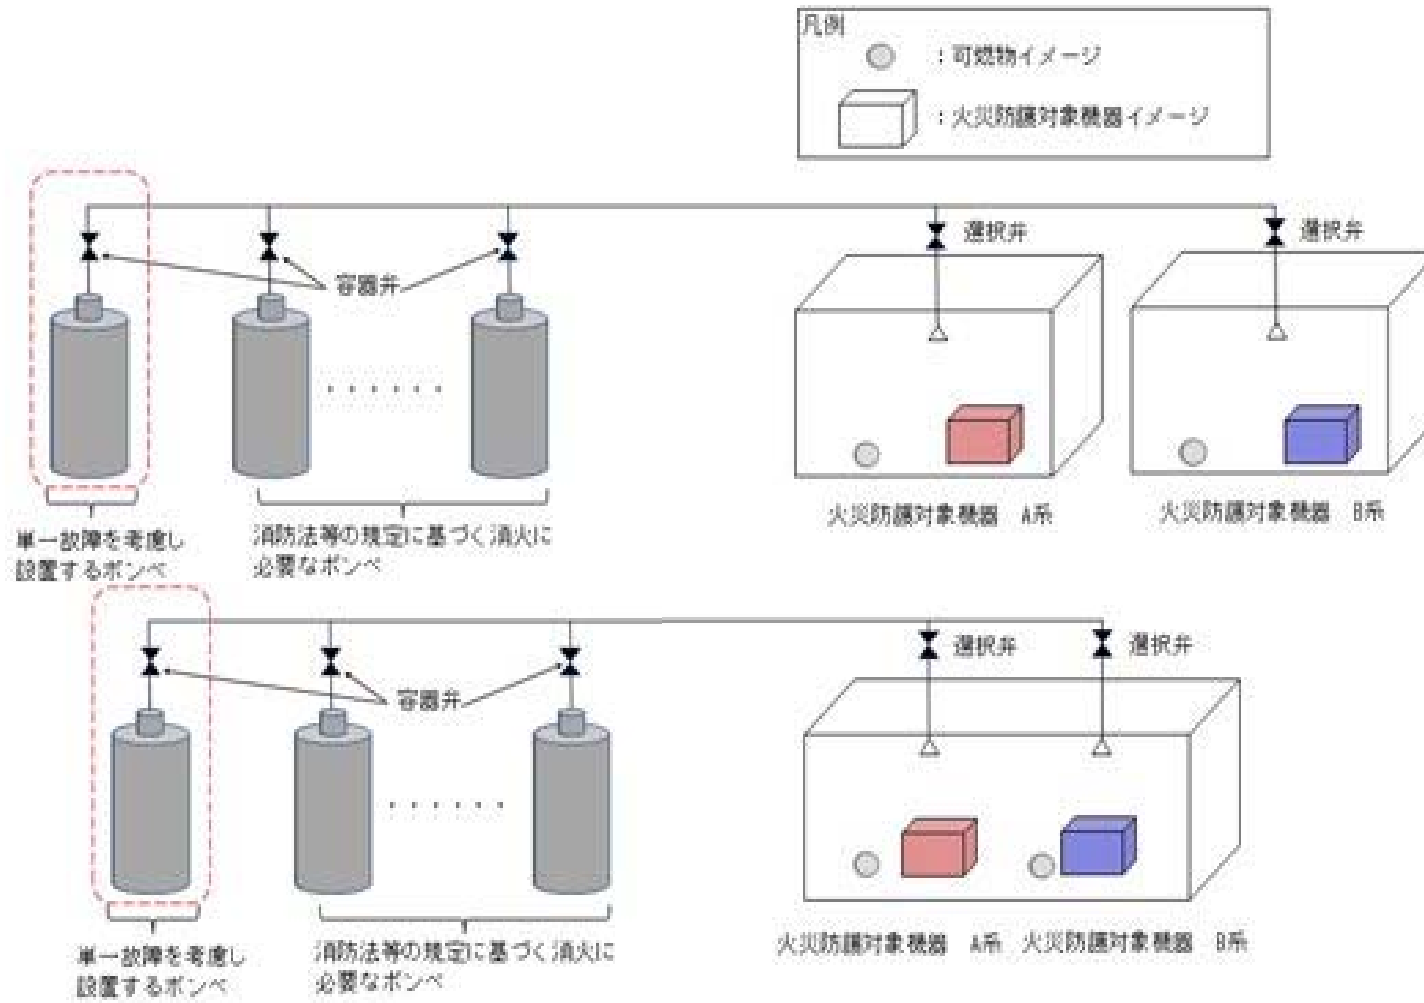 凡例
：可燃物イメージ
：火災防護対象機器イメージ
選択弁
選択弁
容器弁
火災防護対象機器 A系
火災防護対象機器 B系
単一故障を考慮し
設置するボンベ
消防法等の規定に基づく消火に
必要なボンベ
選択弁
選択弁
容器弁
火災防護対象機器 A系
火災防護対象機器 B系
単一故障を考慮し
設置するボンベ
消防法等の規定に基づく消火に
必要なボンベ